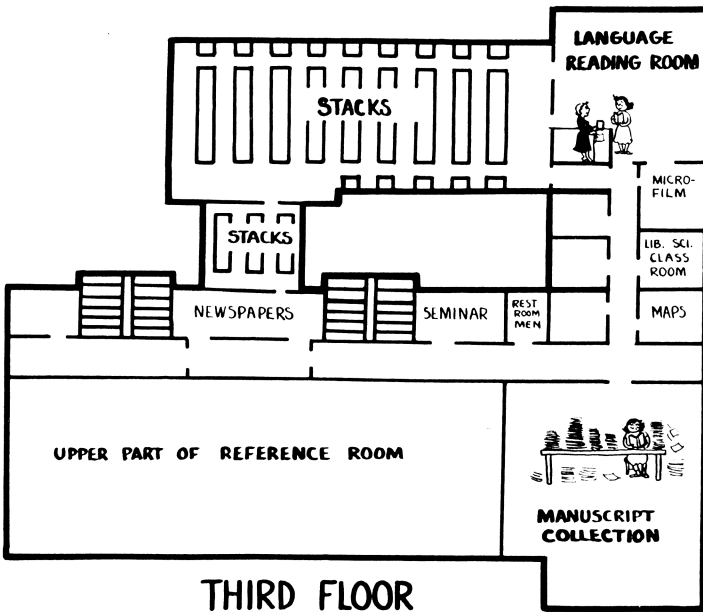 LANGUAGE
READING ROOM
STACKS
MICRO-
FILM
STACKS
LIB. SCI.
CLASS
ROOM
NEWSPAPERS
SEMINAR
REST
ROOM
MEN
MAPS
UPPER PART OF REFERENCE ROOM
MANUSCRIPT
COLLECTION
THIRD FLOOR